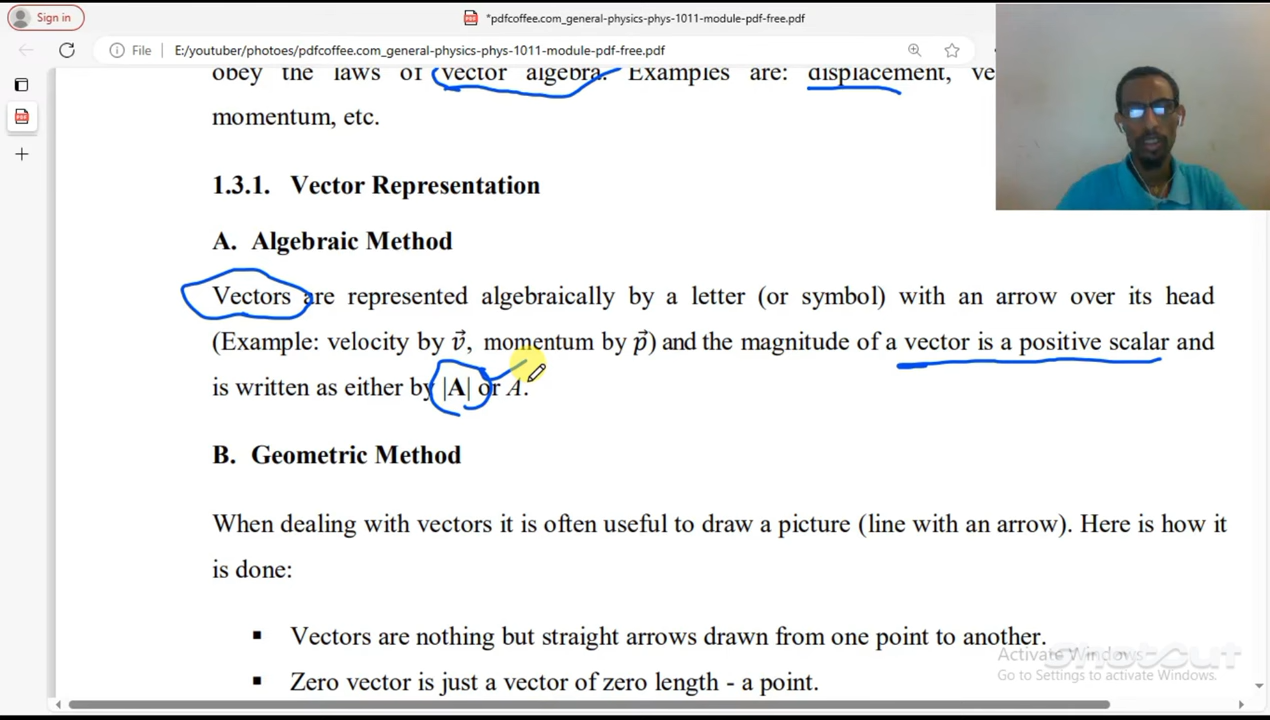 Sign in
*pdfcoffee.com_general-physics-phys-1011-module-pdf-free.pdf
File
E:/youtuber/photoes/pdfcoffee.com_general-physics-phys-1011-module-pdf-free.pdf
obey the laws of vector algebra. Examples are: displacement,
momentum, etc.
1.3.1. Vector Representation
A. Algebraic Method
Vectors are represented algebraically by a letter (or symbol) with an arrow over its head
(Example: velocity by v⃗, momentum by p⃗) and the magnitude of a vector is a positive scalar and
is written as either by |A| or A.
B. Geometric Method
When dealing with vectors it is often useful to draw a picture (line with an arrow). Here is how it
is done:
▪ Vectors are nothing but straight arrows drawn from one point to another.
▪ Zero vector is just a vector of zero length - a point.
Activate Windows
Go to Settings to activate Windows.
shotcut